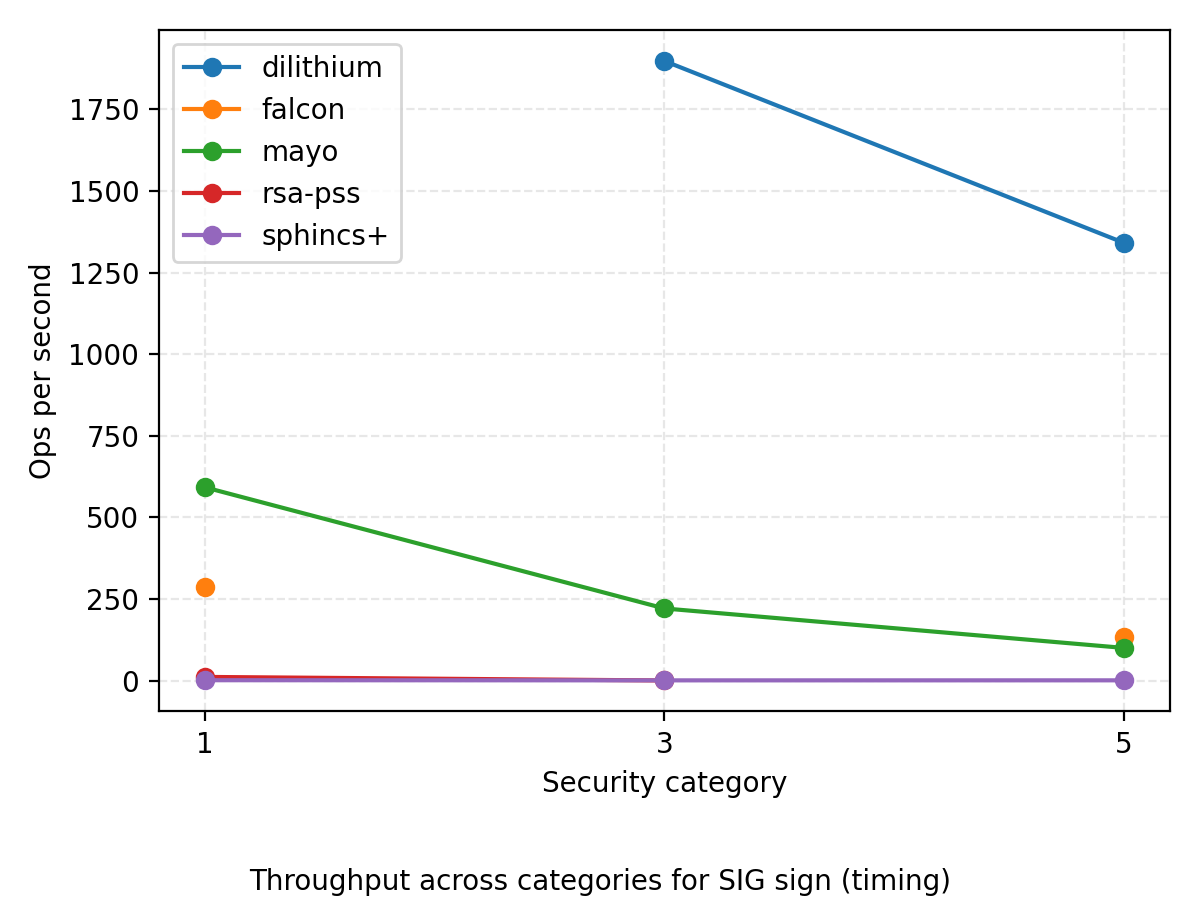 dilithium
falcon
mayo
rsa-pss
sphincs+
1750
1500
1250
1000
750
500
250
0
Ops per second
1 3 5
Security category
Throughput across categories for SIG sign (timing)